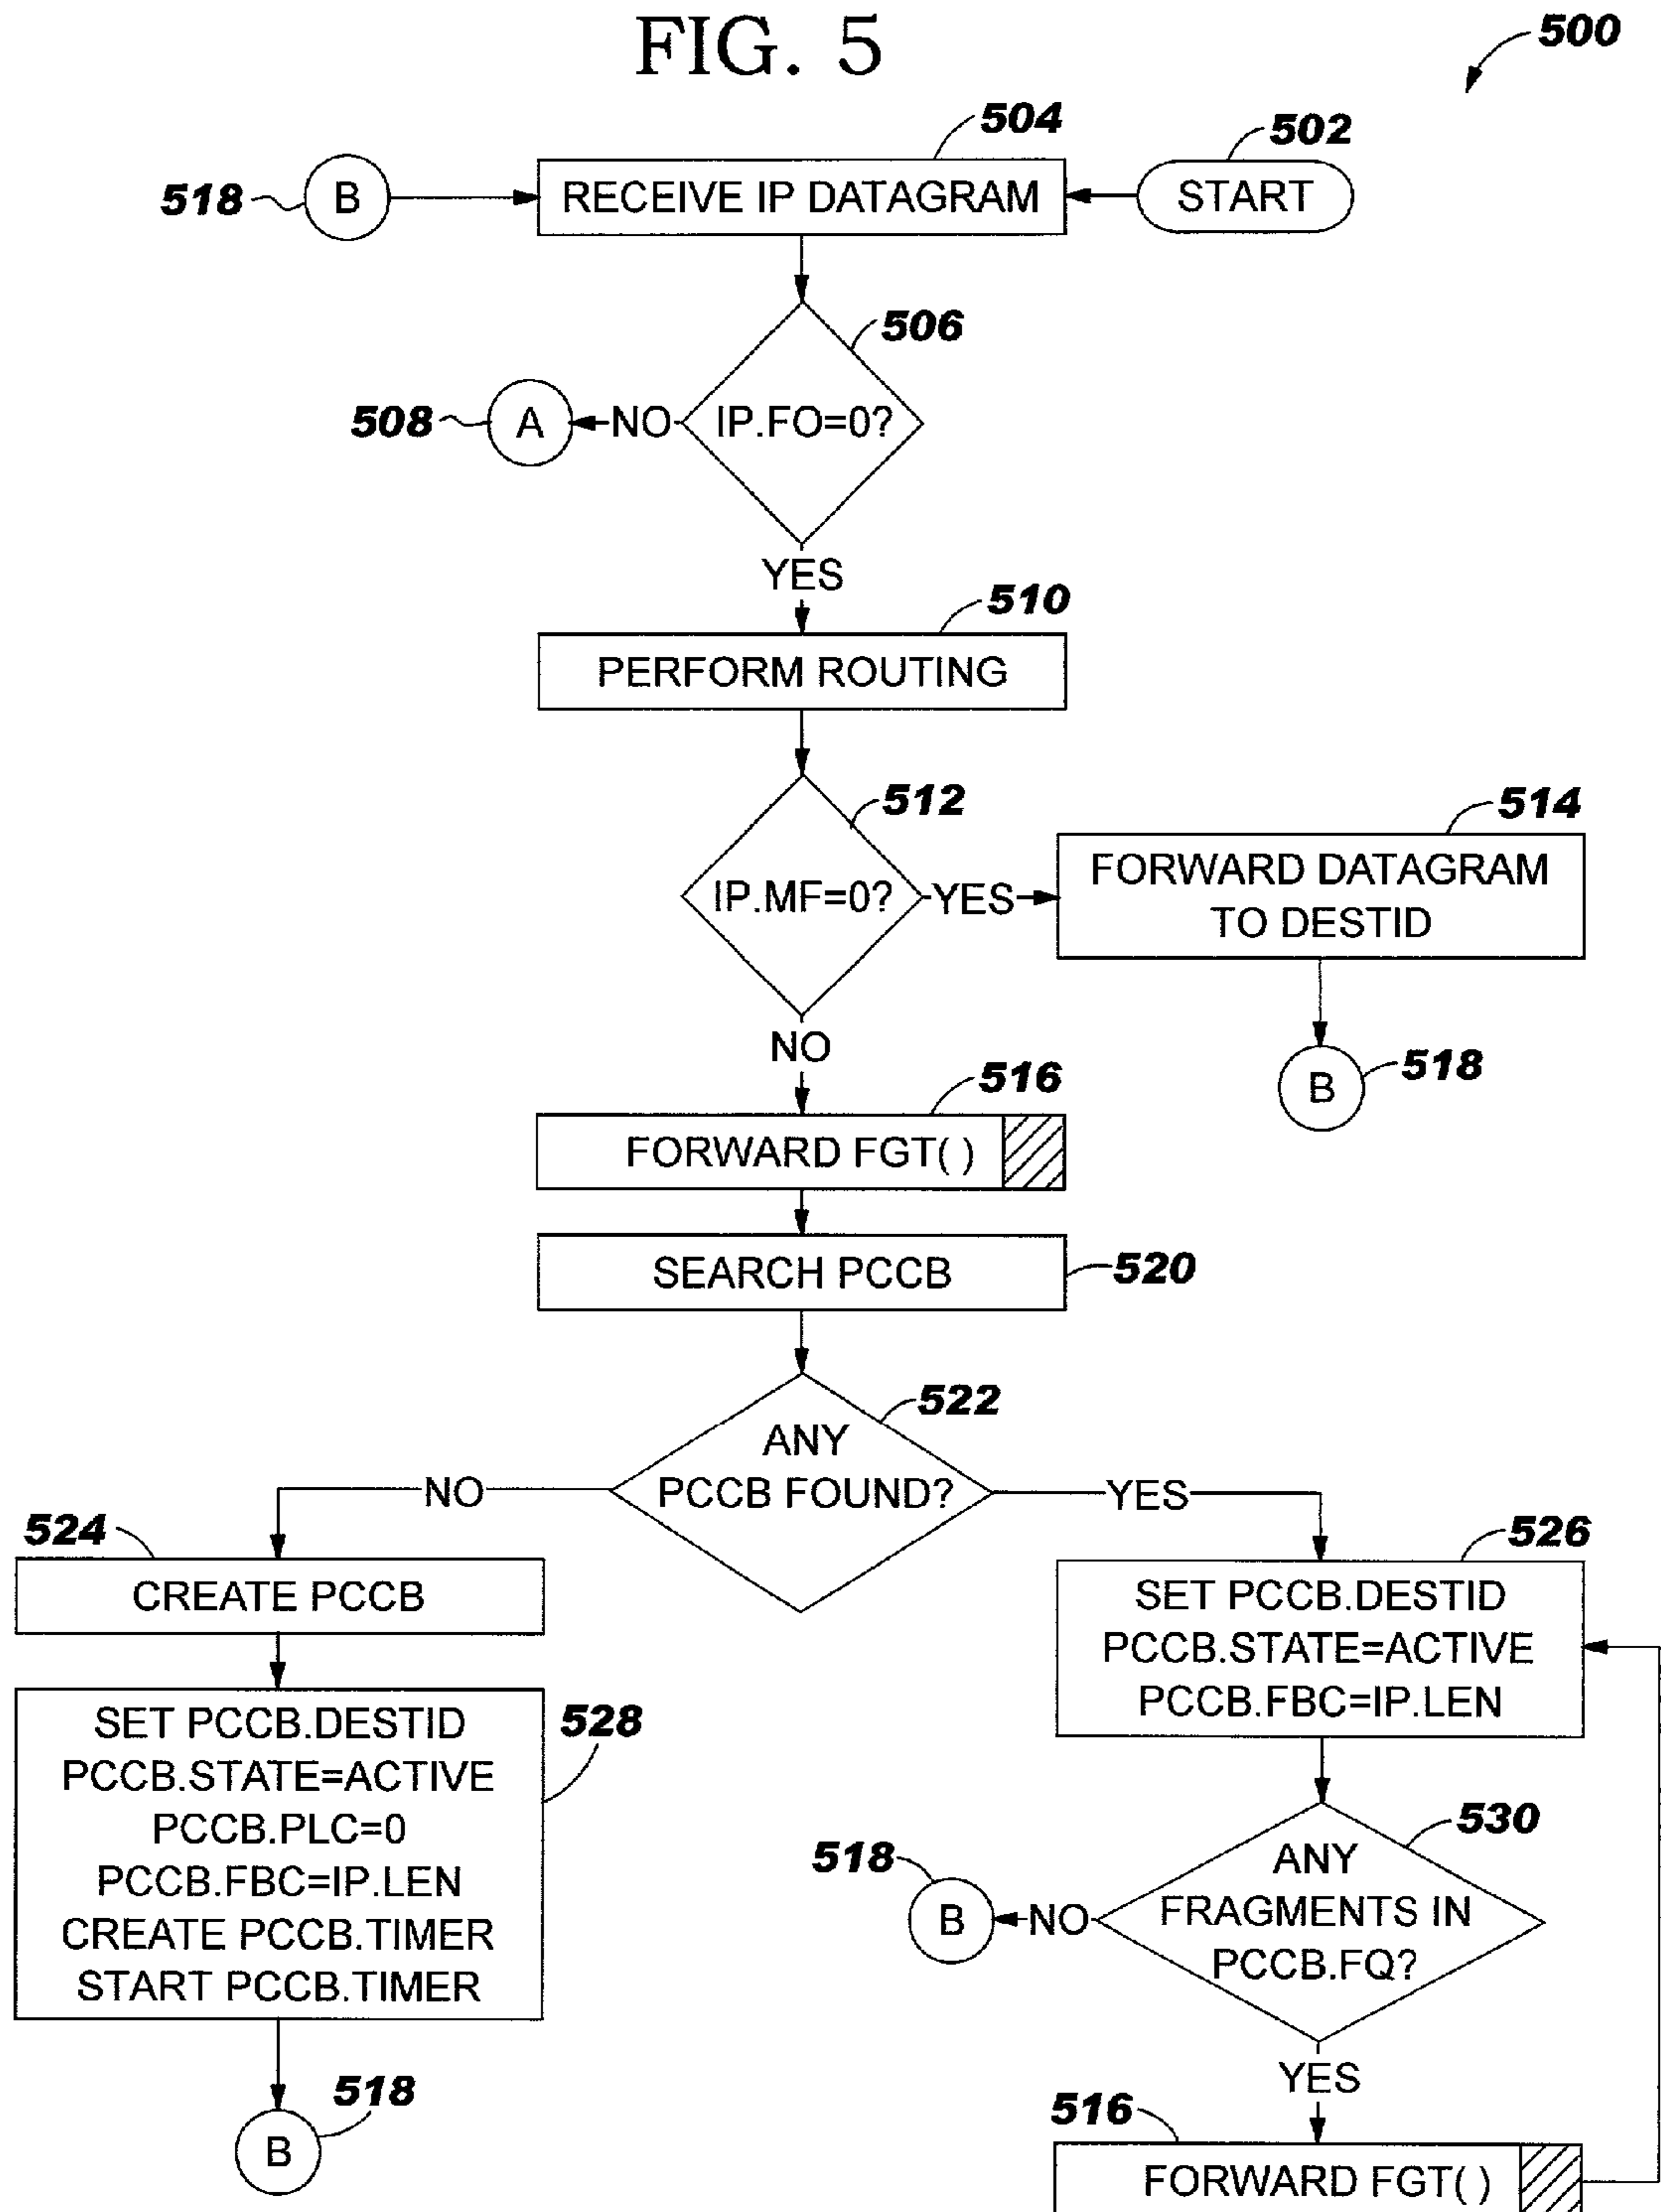 FIG. 5
500
504
502
518
B
RECEIVE IP DATAGRAM
START
506
508
A
NO
IP.FO=0?
YES
510
PERFORM ROUTING
512
514
IP.MF=0?
YES
FORWARD DATAGRAM
TO DESTID
NO
B
518
516
FORWARD FGT( )
SEARCH PCCB
520
522
ANY
PCCB FOUND?
NO
YES
524
526
CREATE PCCB
SET PCCB.DESTID
PCCB.STATE=ACTIVE
PCCB.FBC=IP.LEN
SET PCCB.DESTID
PCCB.STATE=ACTIVE
PCCB.PLC=0
PCCB.FBC=IP.LEN
CREATE PCCB.TIMER
START PCCB.TIMER
528
530
518
B
NO
ANY
FRAGMENTS IN
PCCB.FQ?
YES
518
B
516
FORWARD FGT( )